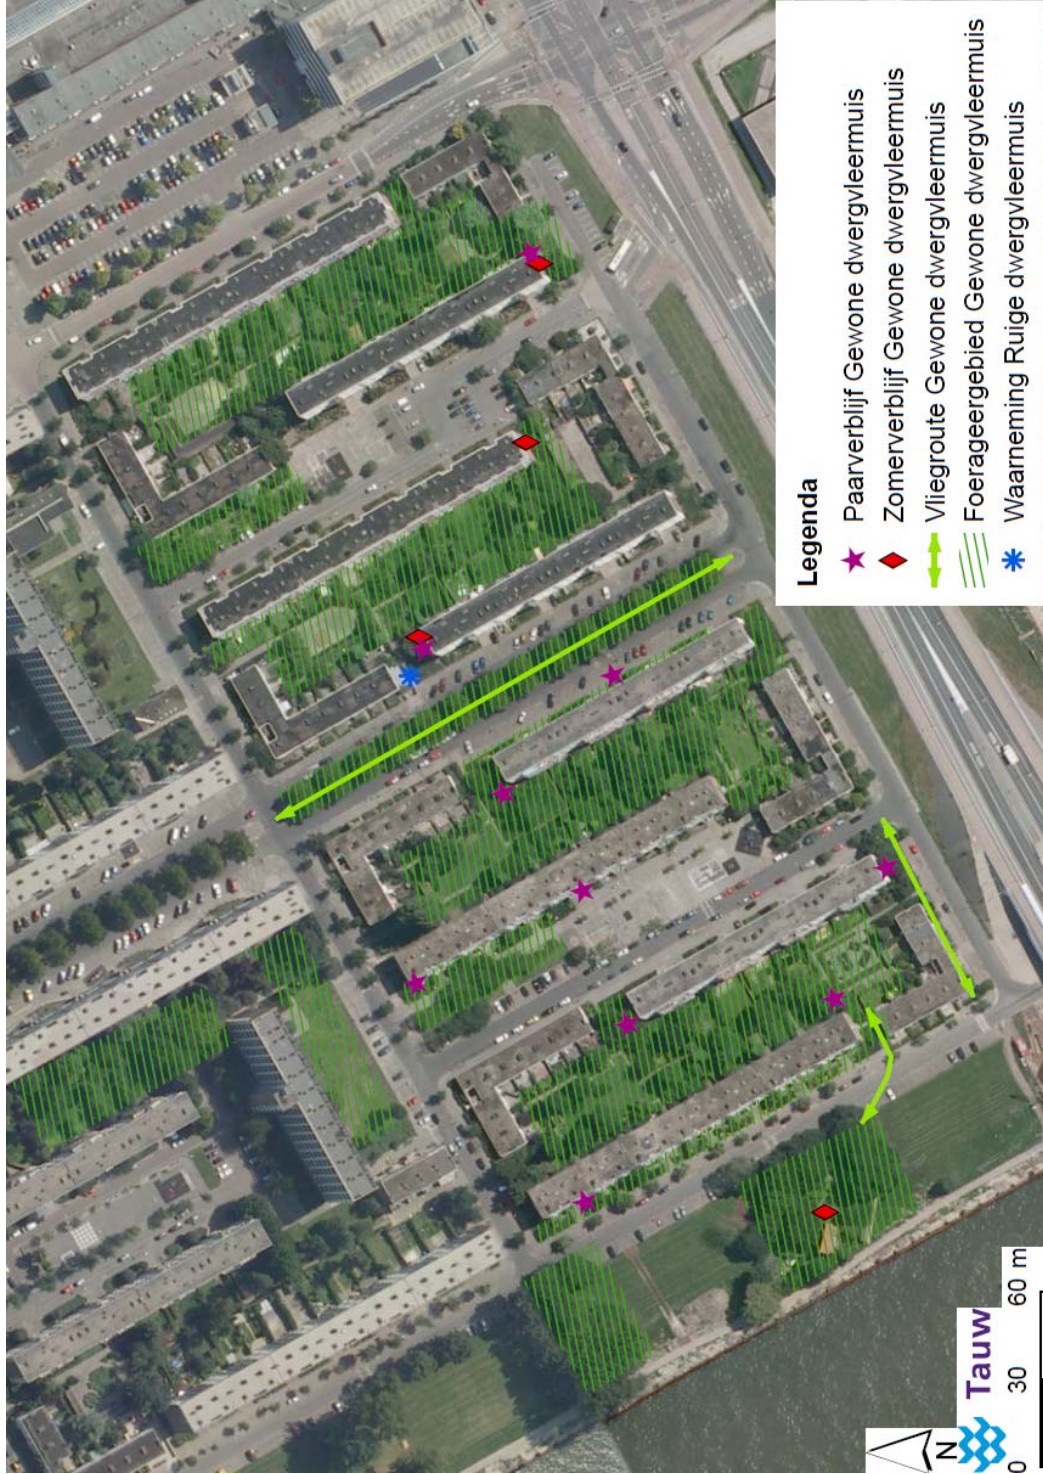 Legenda
Paarverblijf Gewone dwergvleermuis
Zomerverblijf Gewone dwergvleermuis
Vliegroute Gewone dwergvleermuis
Foerageergebied Gewone dwergvleermuis
Waarneming Ruige dwergvleermuis
N
Tauw
0 30 60 m